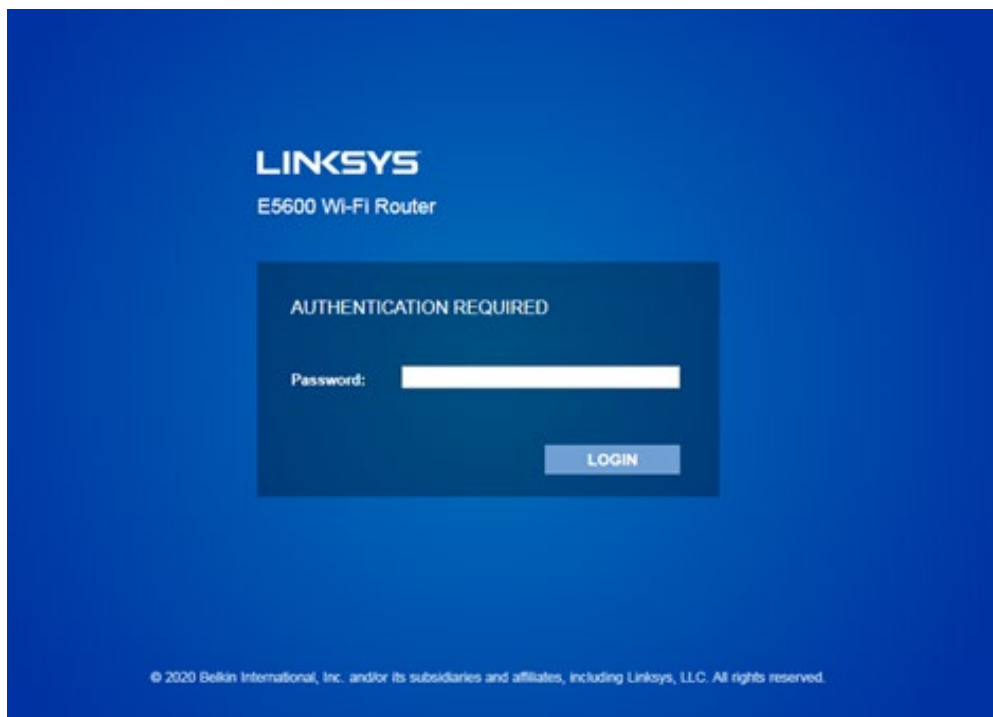 LINKSYS
E5600 Wi-Fi Router
AUTHENTICATION REQUIRED
Password:
LOGIN
© 2020 Belkin International, Inc. and/or its subsidiaries and affiliates, including Linksys, LLC. All rights reserved.